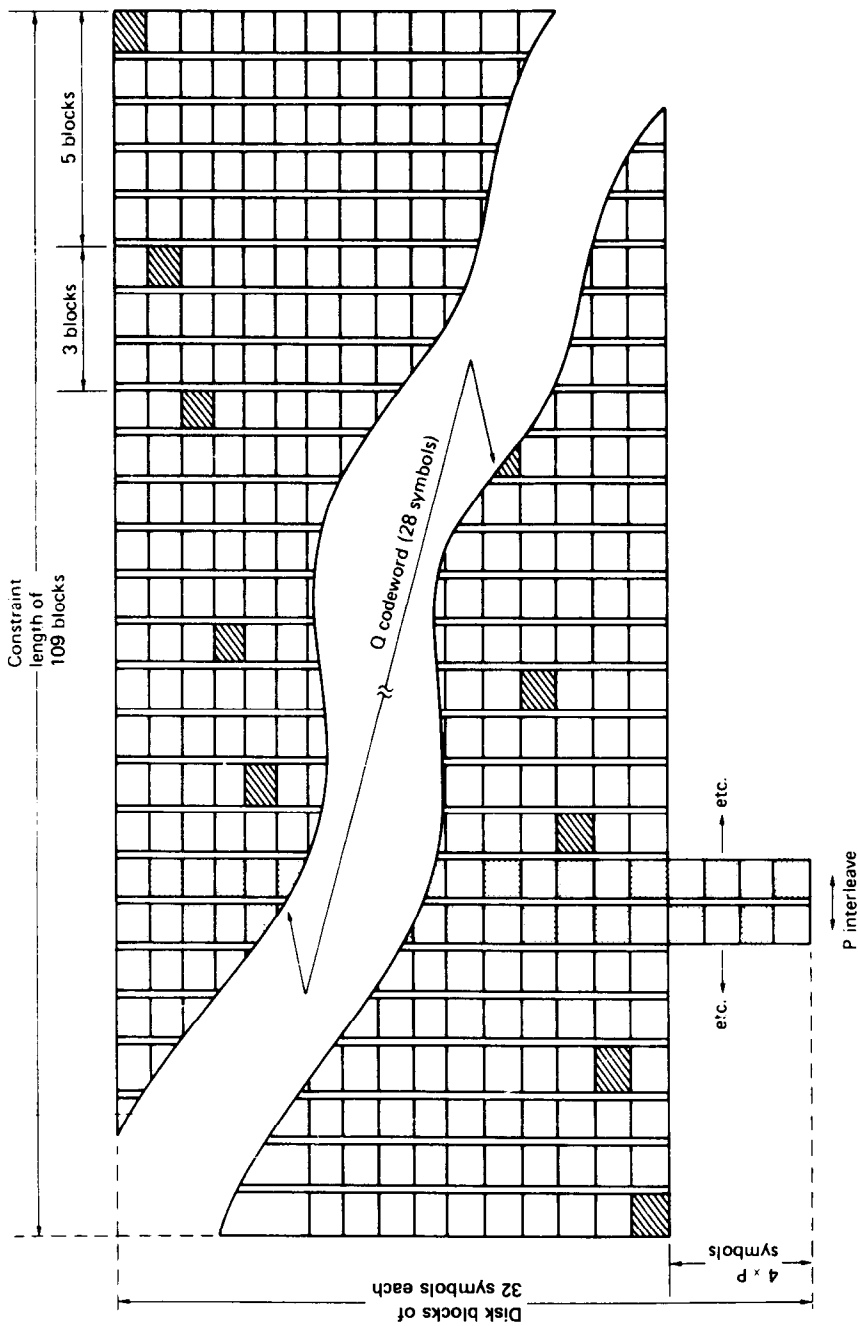 Constraint
length of
109 blocks
5 blocks
3 blocks
Q codeword (28 symbols)
etc.
etc.
P interleave
4 × P
symbols
Disk blocks of
32 symbols each